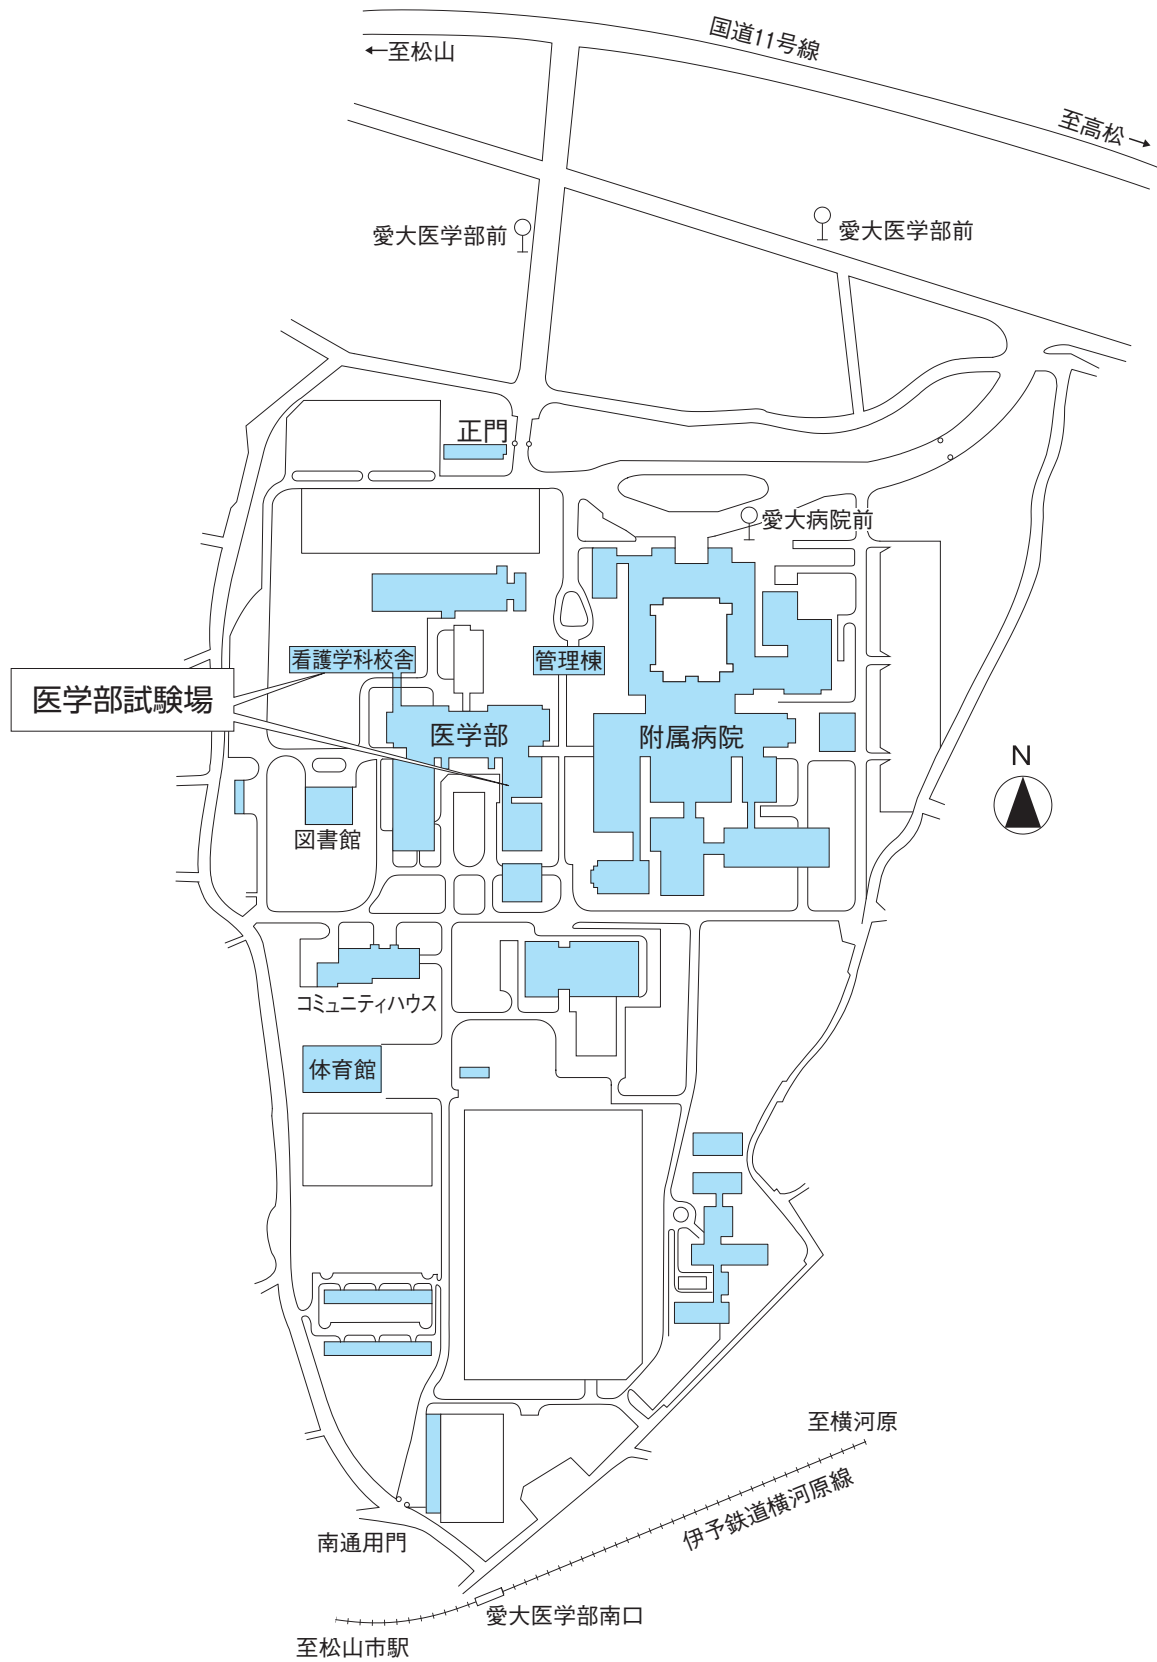 国道11号線
←至松山
至高松→
愛大医学部前
愛大医学部前
正門
愛大病院前
看護学科校舎
管理棟
医学部試験場
医学部
附属病院
N
図書館
コミュニティハウス
体育館
至横河原
伊予鉄道横河原線
南通用門
愛大医学部南口
至松山市駅